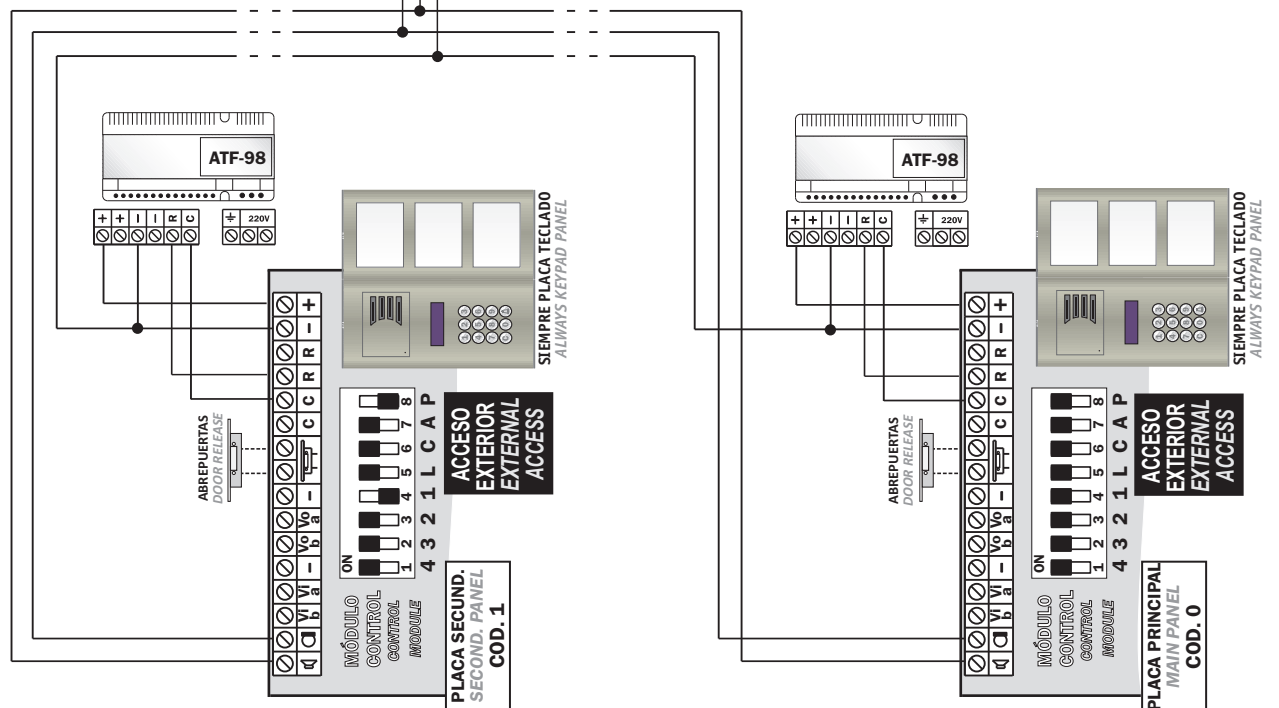 ATF-98
+ + – – R C
220V
SIEMPRE PLACA TECLADO
ALWAYS KEYPAD PANEL
+
–
R
R
C
C
–
Vo a
Vo b
–
Vi a
Vi b
ABREPUERTAS
DOOR RELEASE
ON
1 2 3 4 5 6 7 8
4 3 2 1 L C A P
ACCESO
EXTERIOR
EXTERNAL
ACCESS
MÓDULO
CONTROL
CONTROL
MODULE
PLACA SECUND.
SECOND. PANEL
COD. 1
ATF-98
+ + – – R C
220V
SIEMPRE PLACA TECLADO
ALWAYS KEYPAD PANEL
+
–
R
R
C
C
–
Vo a
Vo b
–
Vi a
Vi b
ABREPUERTAS
DOOR RELEASE
ON
1 2 3 4 5 6 7 8
4 3 2 1 L C A P
ACCESO
EXTERIOR
EXTERNAL
ACCESS
MÓDULO
CONTROL
CONTROL
MODULE
PLACA PRINCIPAL
MAIN PANEL
COD. 0